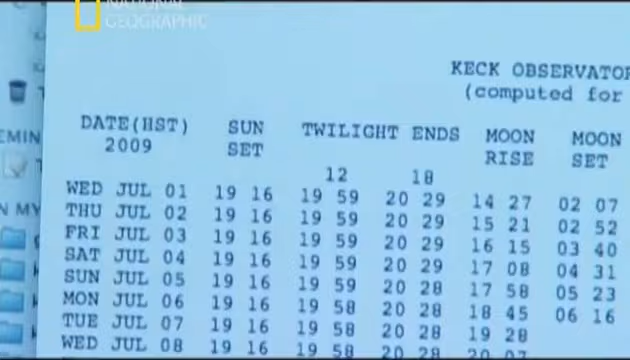 NATIONAL
GEOGRAPHIC
KECK OBSERVATOR
(computed for
DATE(HST) SUN TWILIGHT ENDS MOON MOON
2009 SET RISE SET
12 18
WED JUL 01 19 16 19 59 20 29 14 27 02 07
THU JUL 02 19 16 19 59 20 29 15 21 02 52
FRI JUL 03 19 16 19 59 20 29 16 15 03 40
SAT JUL 04 19 16 19 59 20 29 17 08 04 31
SUN JUL 05 19 16 19 59 20 28 17 58 05 23
MON JUL 06 19 16 19 58 20 28 18 45 06 16
TUE JUL 07 19 16 19 58 20 28 19 28
WED JUL 08 19 16 19 58 20 28 20 07
EMIN
N MY